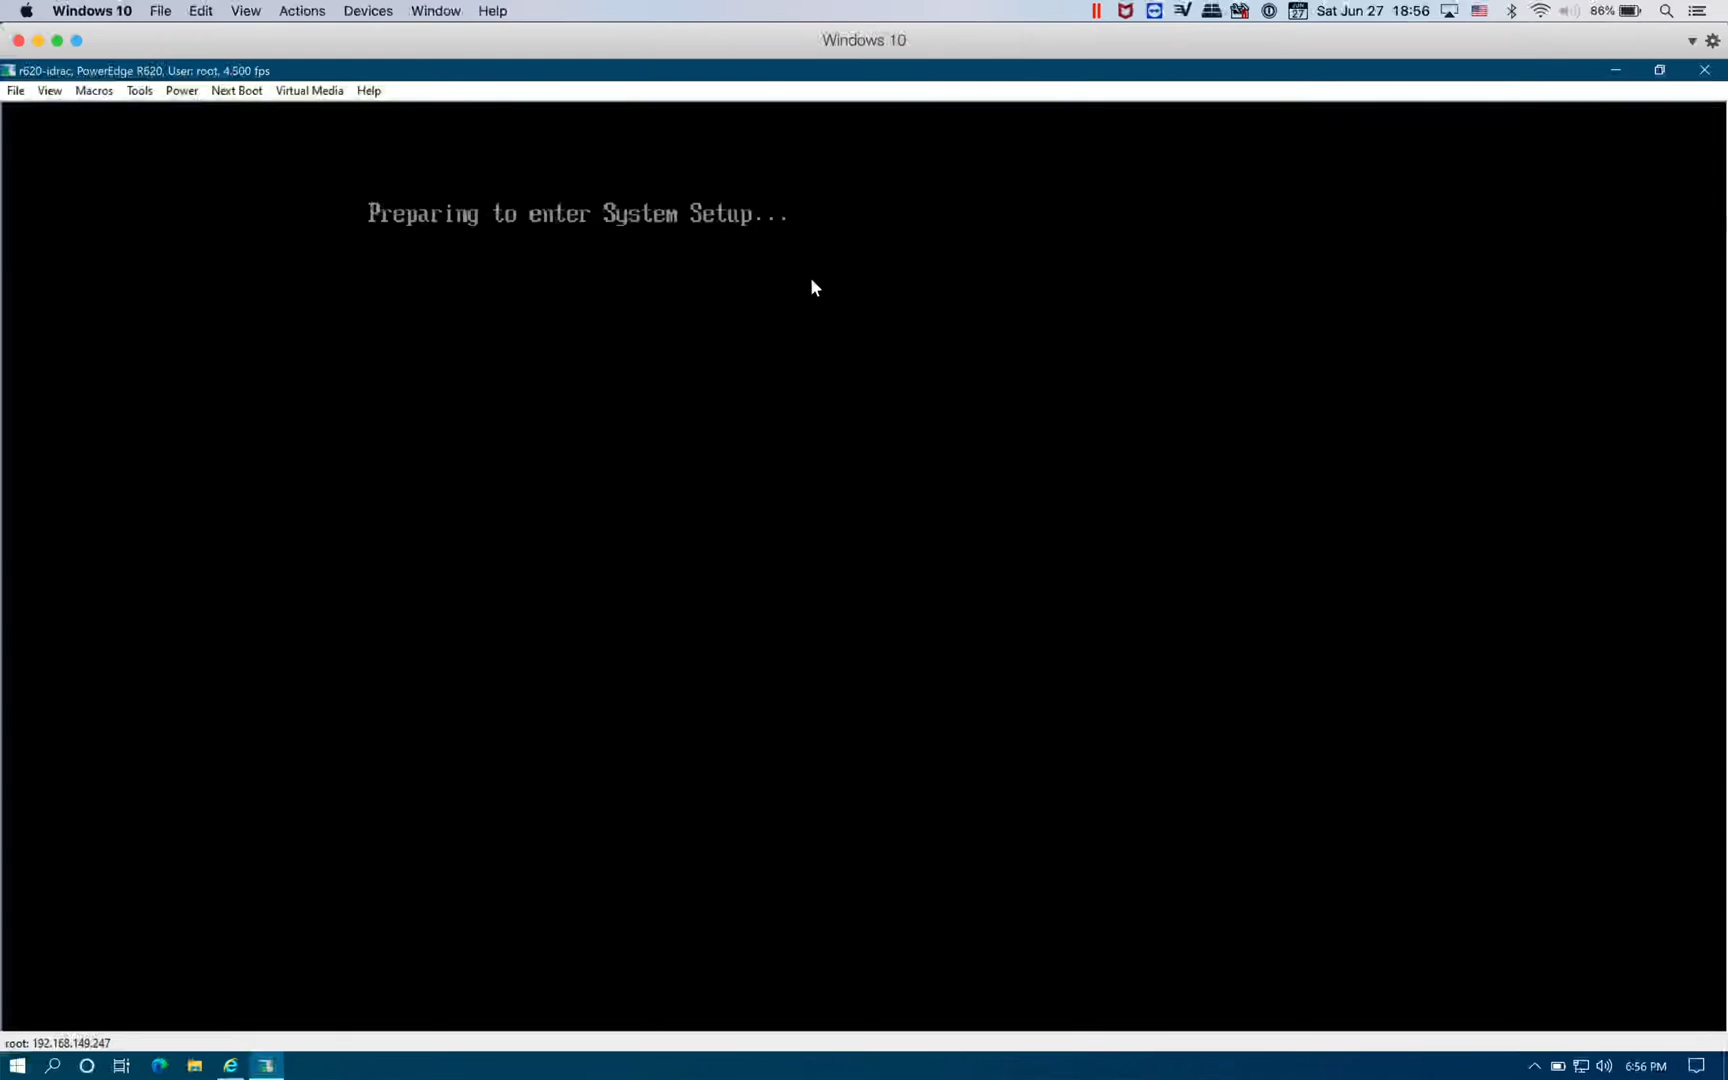 Windows 10 File Edit View Actions Devices Window Help JUN 27 Sat Jun 27 18:56 86%
Windows 10
r620-idrac, PowerEdge R620, User: root, 4.500 fps
File View Macros Tools Power Next Boot Virtual Media Help
Preparing to enter System Setup...
root: 192.168.149.247
6:56 PM